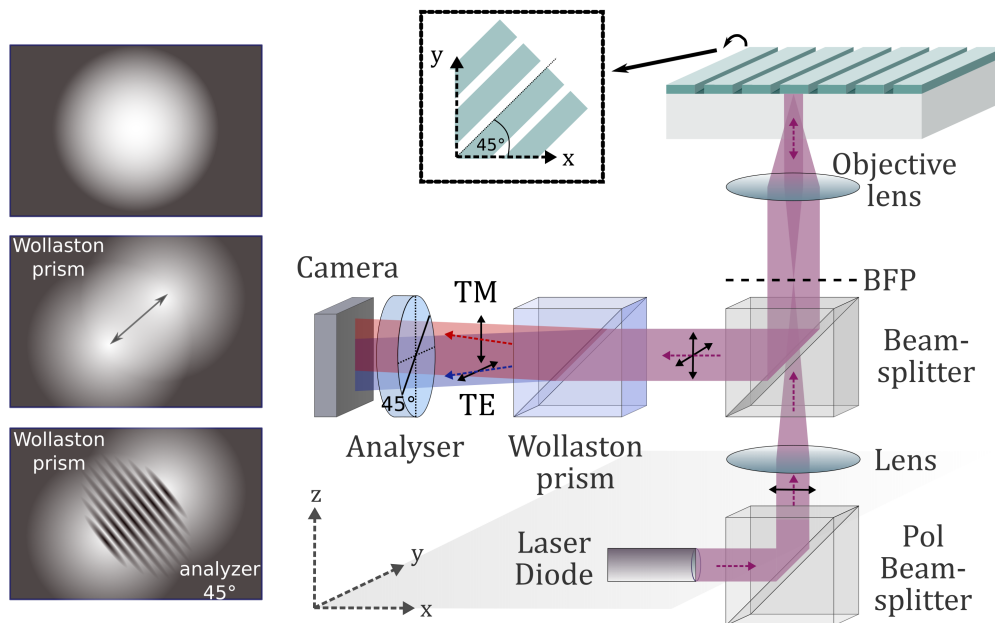 Wollaston
prism
Wollaston
prism
analyzer
45°
y
45°
x
Objective
lens
BFP
Camera
TM
TE
45°
Analyser
Wollaston
prism
Beam-
splitter
Lens
z
y
x
Laser
Diode
Pol
Beam-
splitter